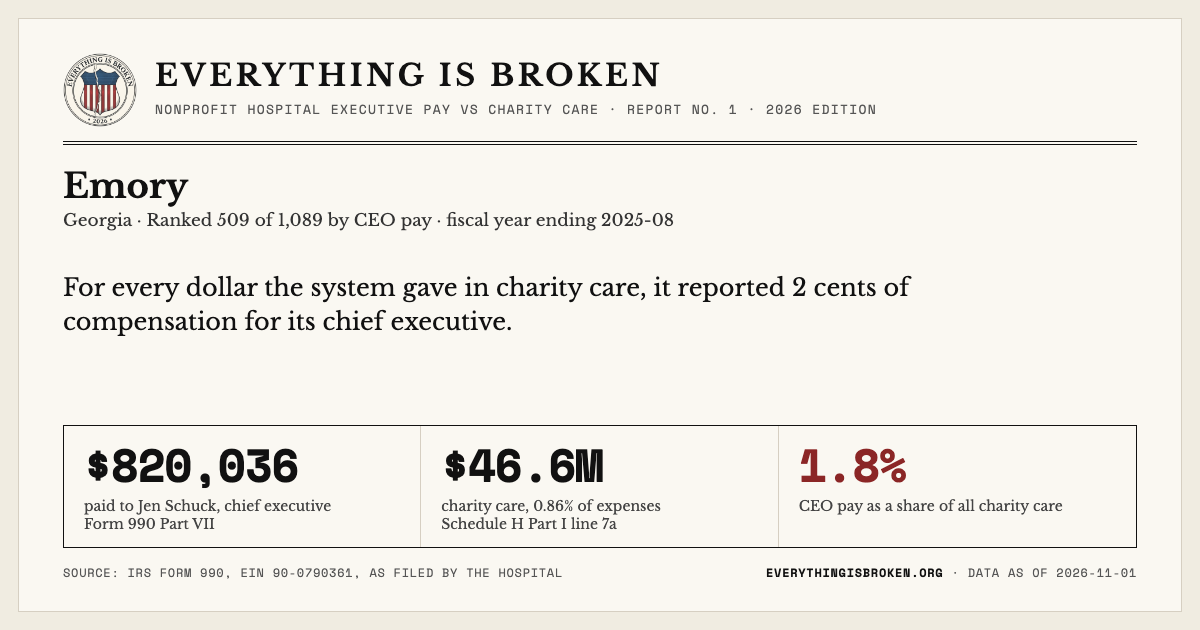 EVERYTHING IS BROKEN
· 2026 ·
EVERYTHING IS BROKEN
NONPROFIT HOSPITAL EXECUTIVE PAY VS CHARITY CARE · REPORT NO. 1 · 2026 EDITION
Emory
Georgia · Ranked 509 of 1,089 by CEO pay · fiscal year ending 2025-08
For every dollar the system gave in charity care, it reported 2 cents of
compensation for its chief executive.
$820,036
paid to Jen Schuck, chief executive
Form 990 Part VII
$46.6M
charity care, 0.86% of expenses
Schedule H Part I line 7a
1.8%
CEO pay as a share of all charity care
SOURCE: IRS FORM 990, EIN 90-0790361, AS FILED BY THE HOSPITAL
EVERYTHINGISBROKEN.ORG · DATA AS OF 2026-11-01